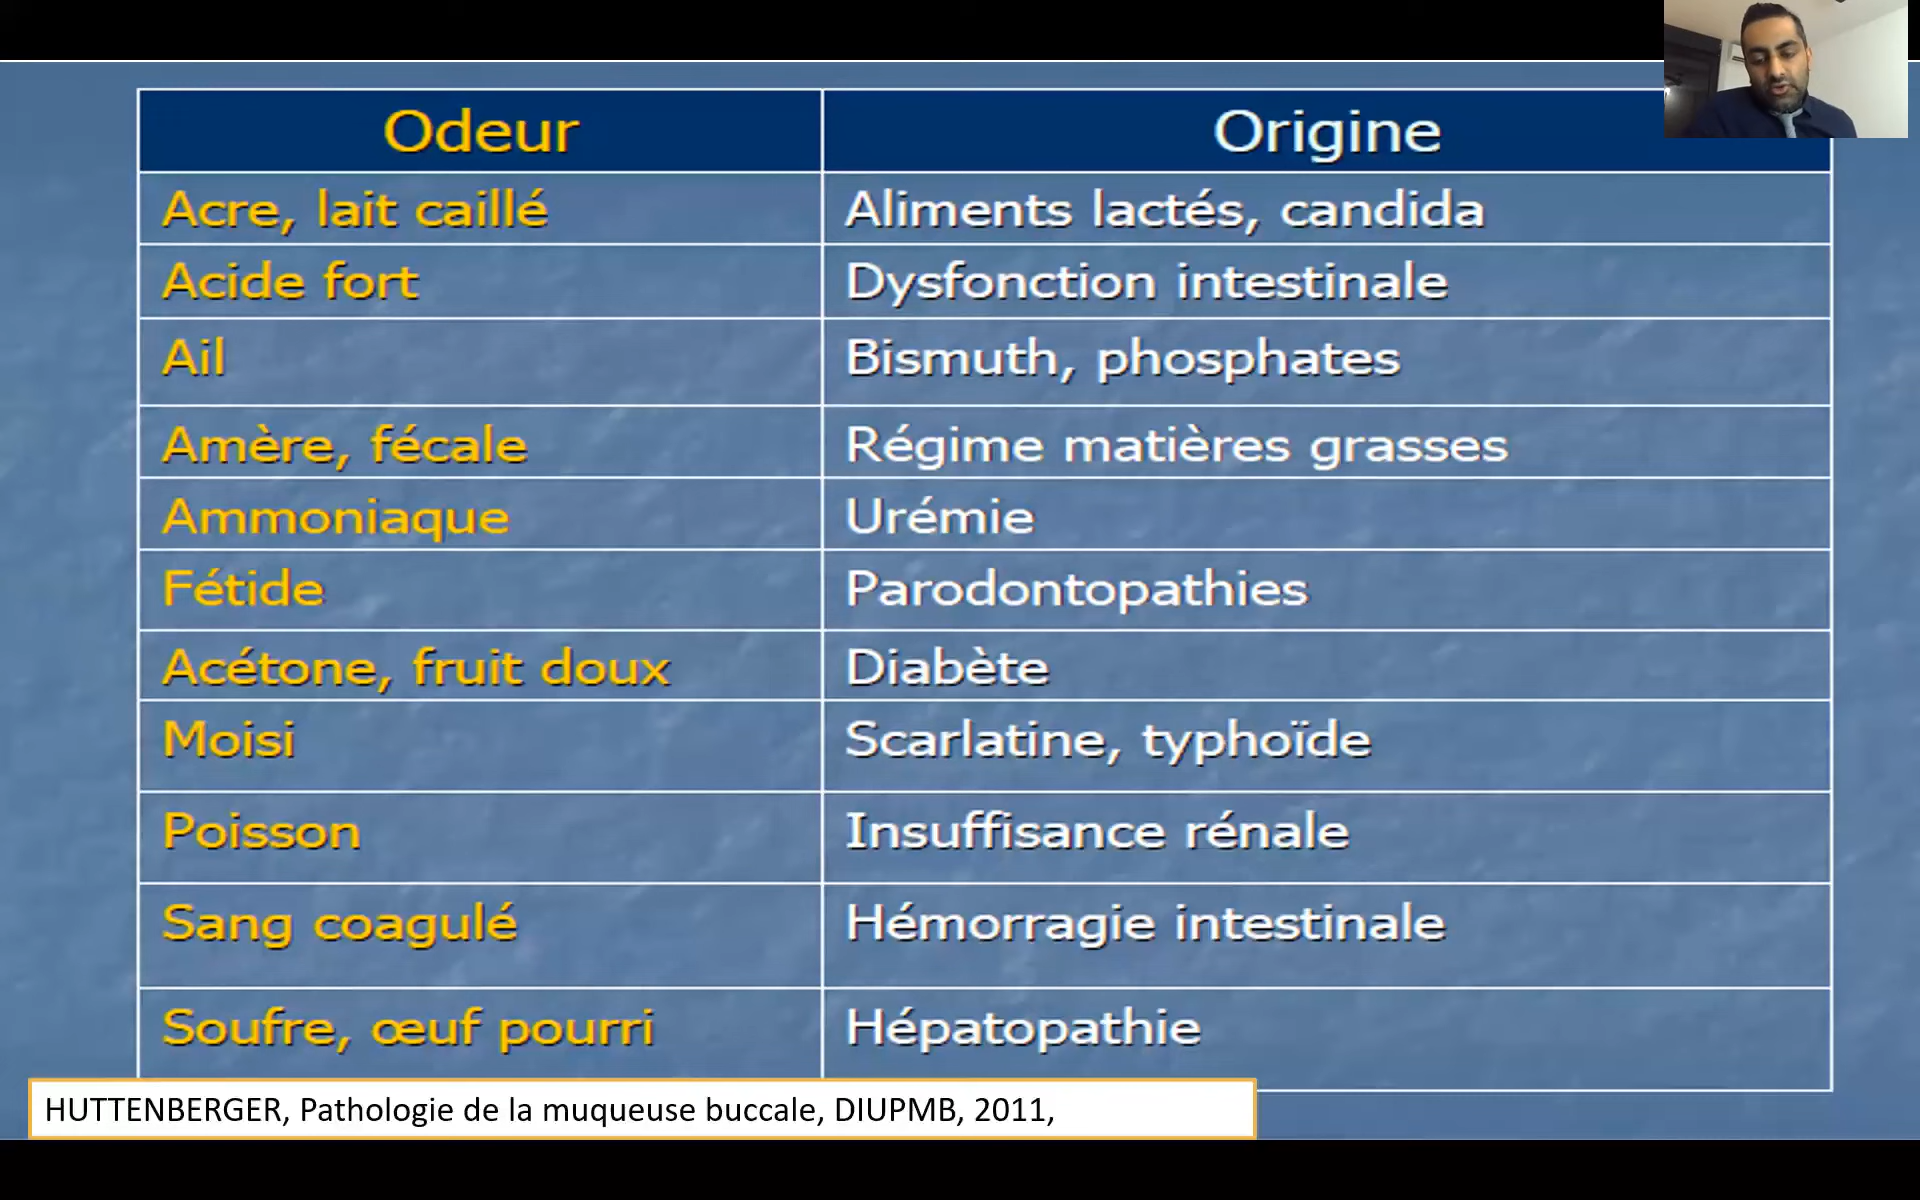 Odeur Origine
Acre, lait caillé Aliments lactés, candida
Acide fort Dysfonction intestinale
Ail Bismuth, phosphates
Amère, fécale Régime matières grasses
Ammoniaque Urémie
Fétide Parodontopathies
Acétone, fruit doux Diabète
Moisi Scarlatine, typhoïde
Poisson Insuffisance rénale
Sang coagulé Hémorragie intestinale
Soufre, œuf pourri Hépatopathie
HUTTENBERGER, Pathologie de la muqueuse buccale, DIUPMB, 2011,